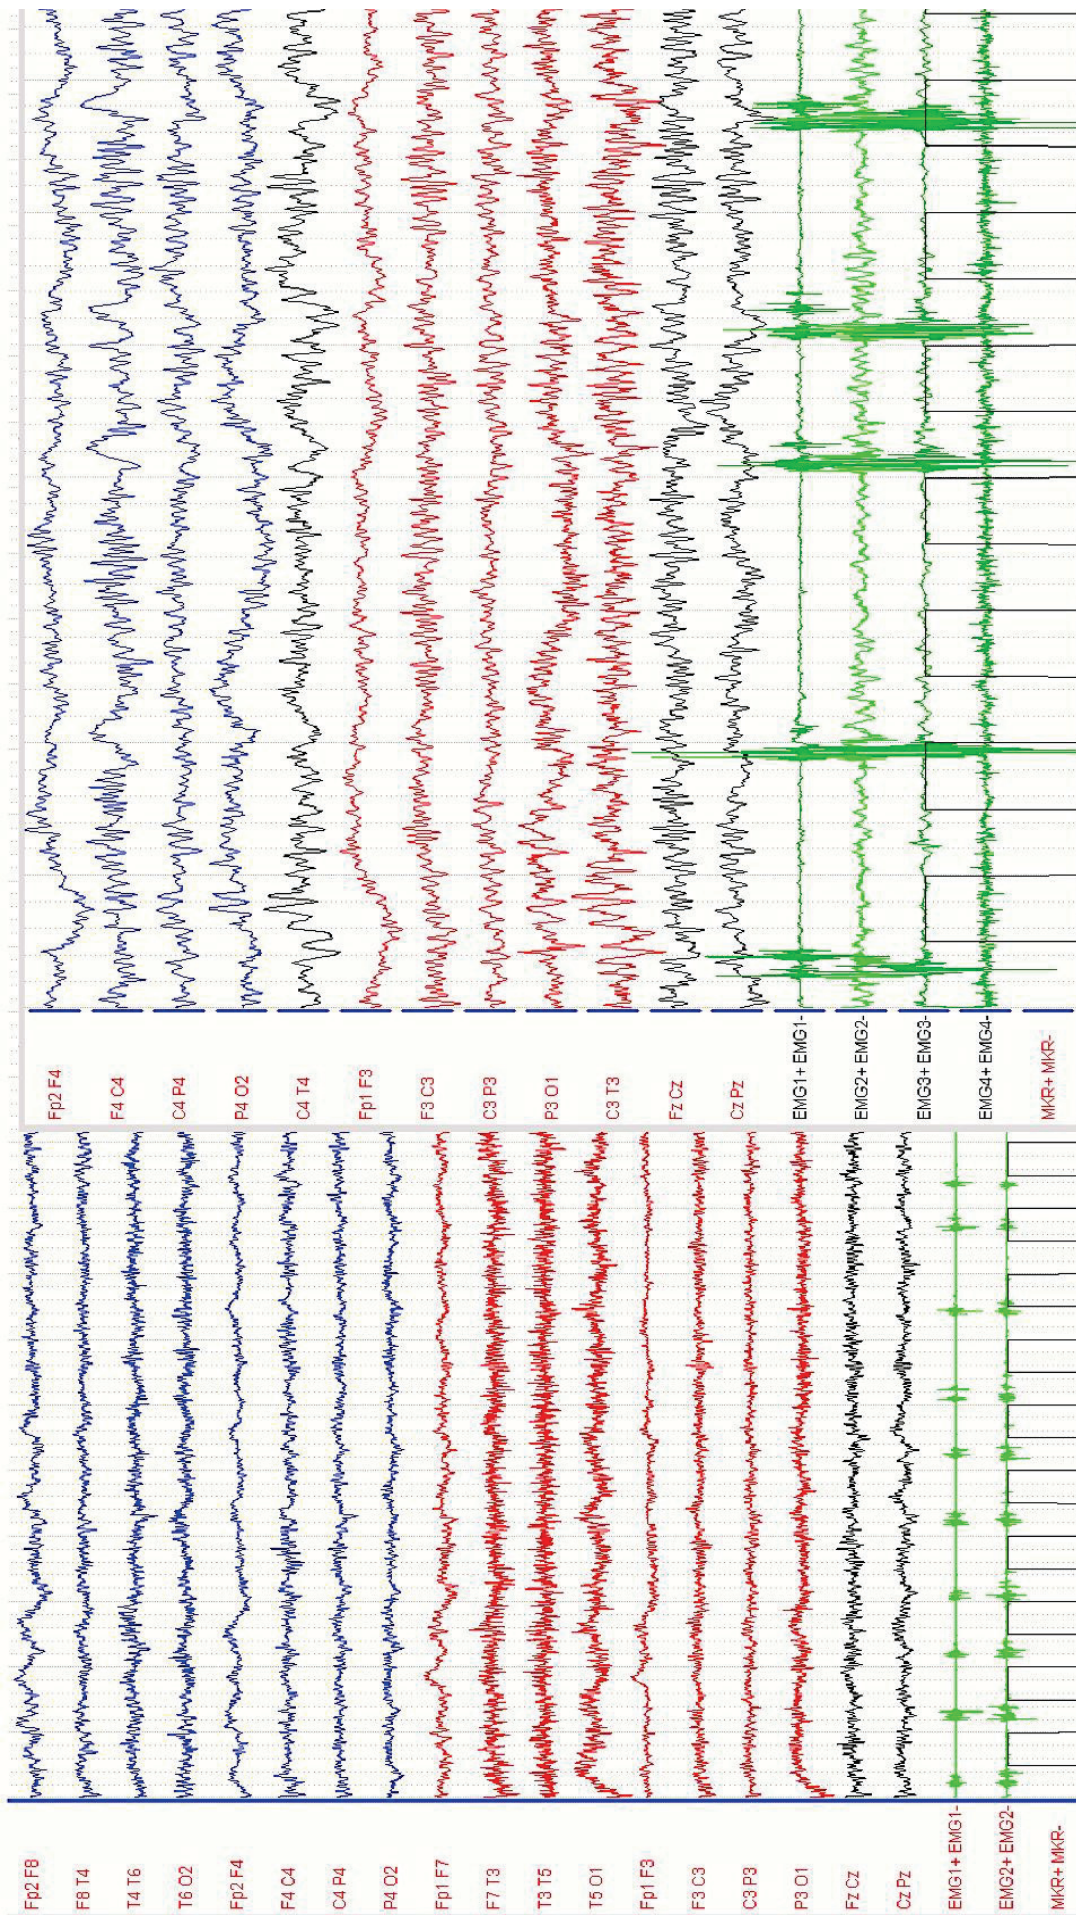 Fp2 F8
F8 T4
T4 T6
T6 O2
Fp2 F4
F4 C4
C4 P4
P4 O2
Fp1 F7
F7 T3
T3 T5
T5 O1
Fp1 F3
F3 C3
C3 P3
P3 O1
Fz Cz
Cz Pz
EMG1+ EMG1-
EMG2+ EMG2-
MKR+ MKR-
Fp2 F4
F4 C4
C4 P4
P4 O2
C4 T4
Fp1 F3
F3 C3
C3 P3
P3 O1
C3 T3
Fz Cz
Cz Pz
EMG1+ EMG1-
EMG2+ EMG2-
EMG3+ EMG3-
EMG4+ EMG4-
MKR+ MKR-